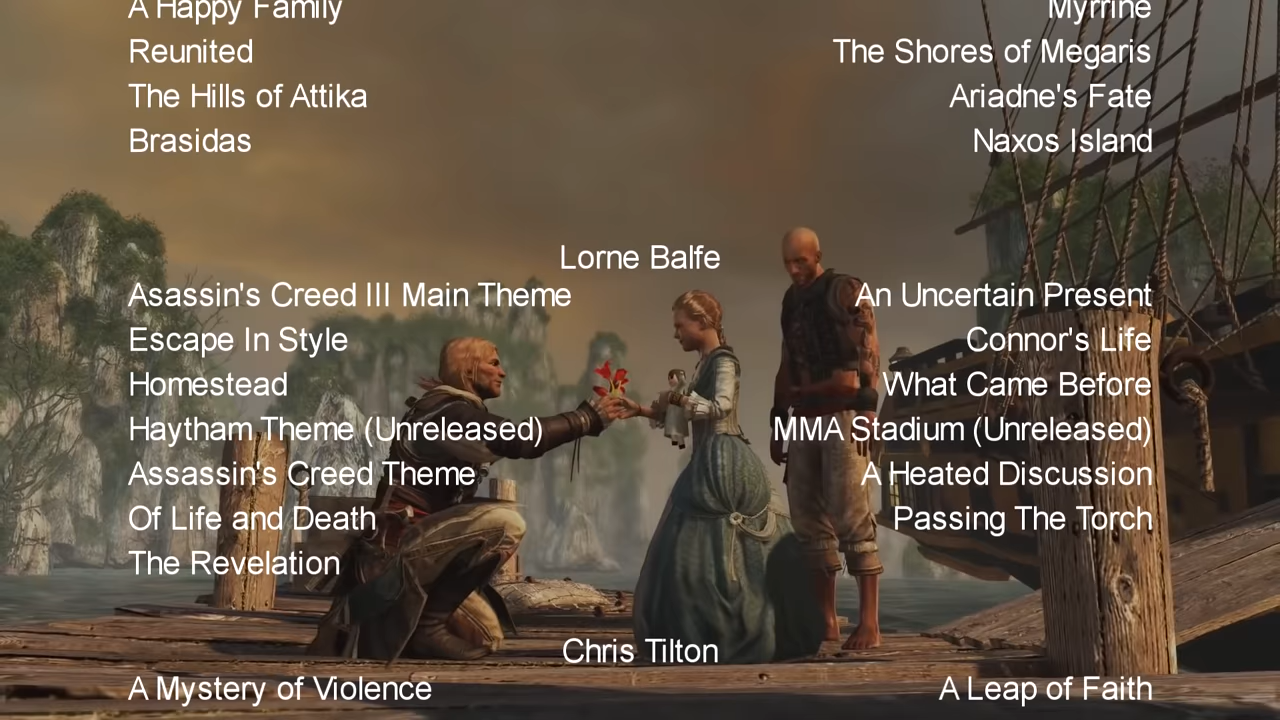 A Happy Family
Myrrine
Reunited
The Shores of Megaris
The Hills of Attika
Ariadne's Fate
Brasidas
Naxos Island
Lorne Balfe
Asassin's Creed III Main Theme
An Uncertain Present
Escape In Style
Connor's Life
Homestead
What Came Before
Haytham Theme (Unreleased)
MMA Stadium (Unreleased)
Assassin's Creed Theme
A Heated Discussion
Of Life and Death
Passing The Torch
The Revelation
Chris Tilton
A Mystery of Violence
A Leap of Faith